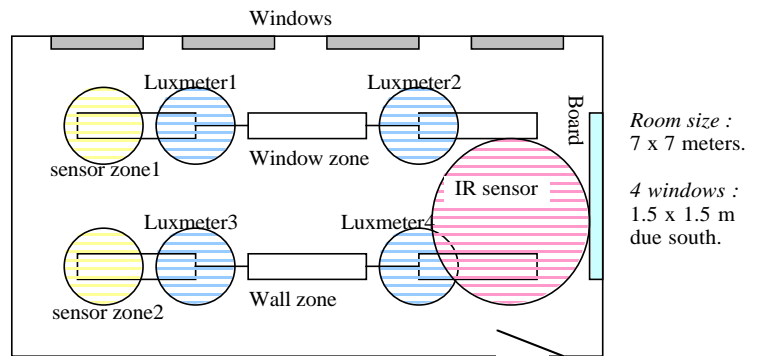 Windows
Luxmeter1
Luxmeter2
Board
sensor zone1
Window zone
IR sensor
Room size :
7 x 7 meters.
4 windows :
1.5 x 1.5 m
due south.
Luxmeter3
Luxmeter4
sensor zone2
Wall zone